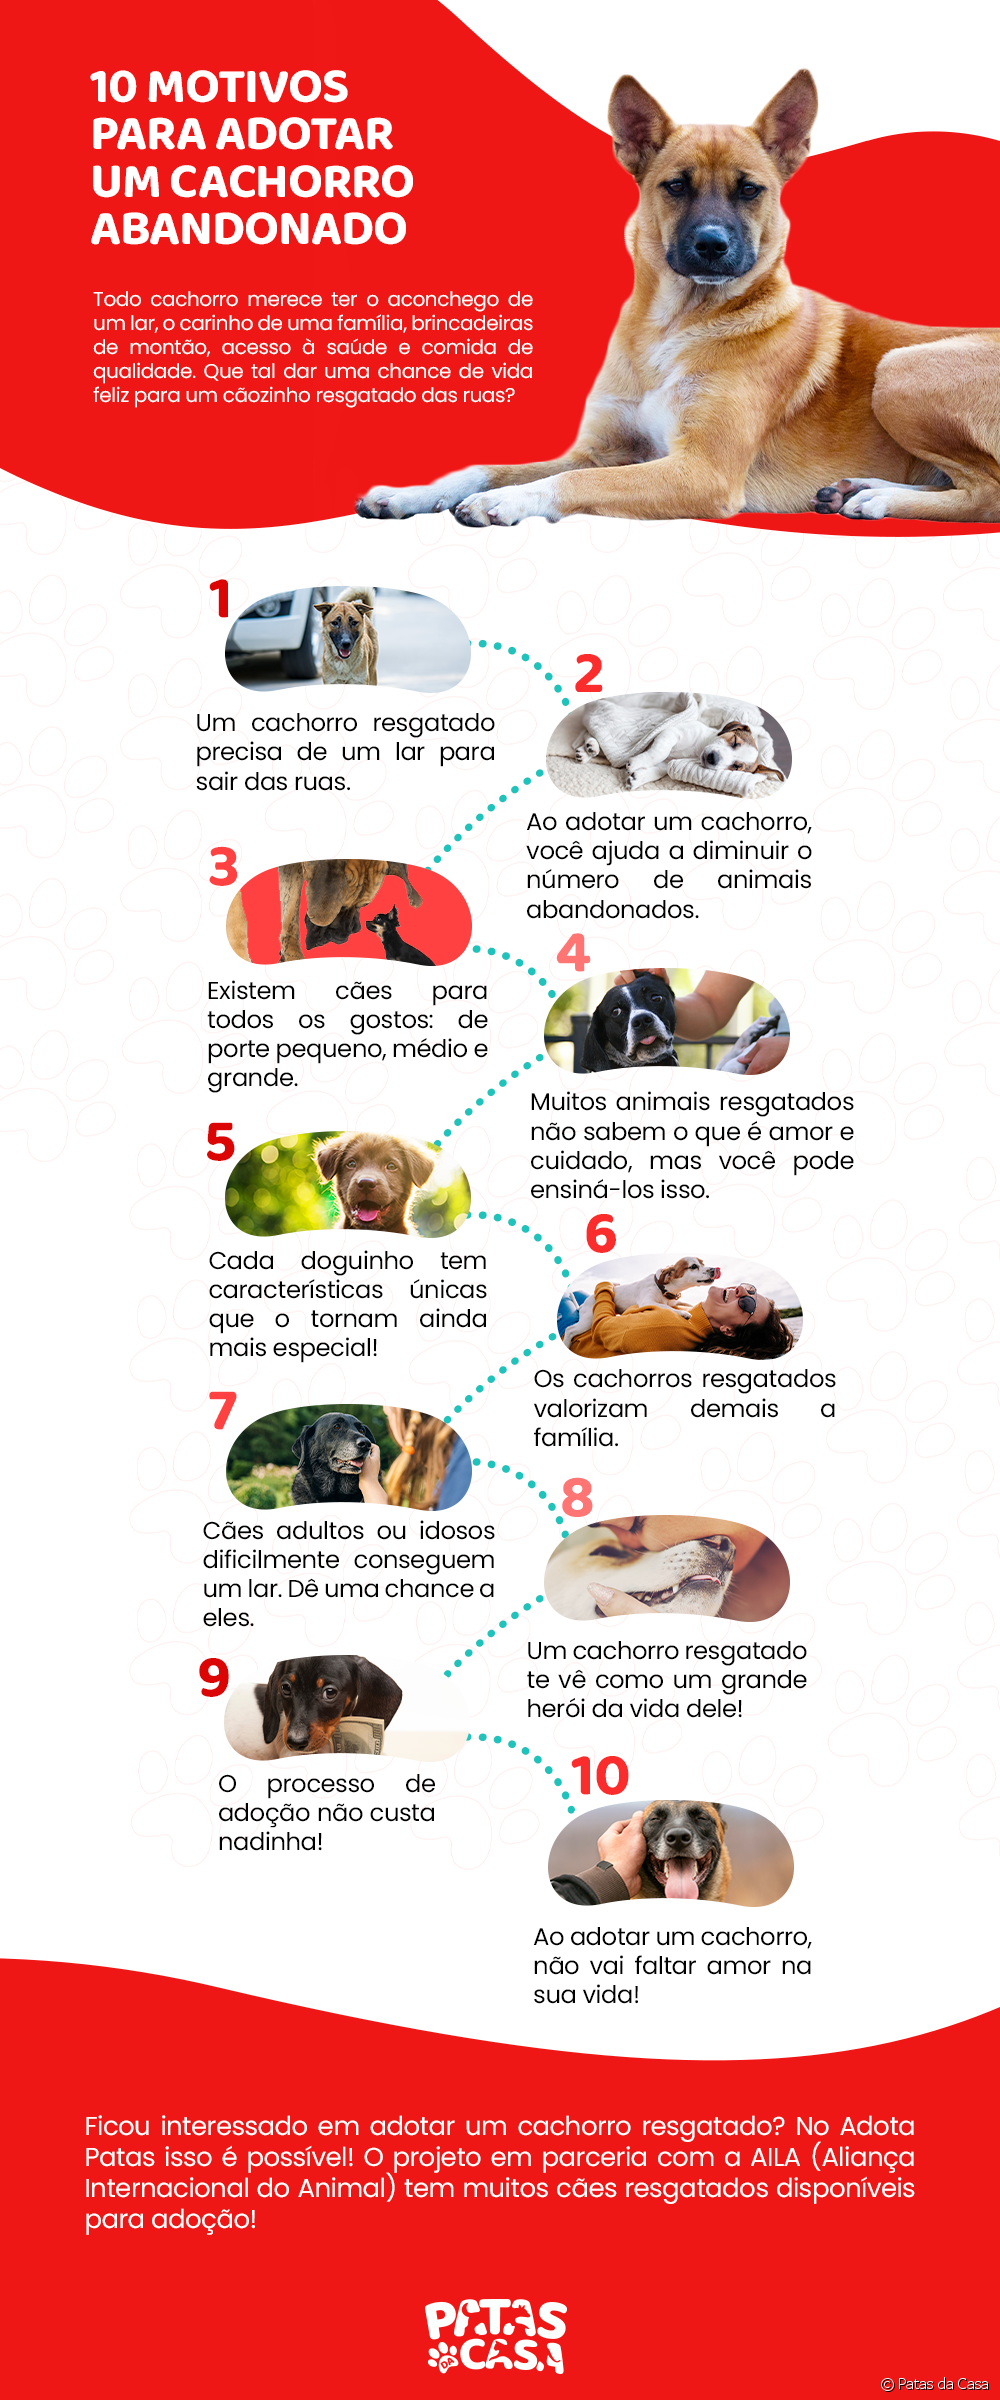 10 MOTIVOS
PARA ADOTAR
UM CACHORRO
ABANDONADO
Todo cachorro merece ter o aconchego de
um lar, o carinho de uma família, brincadeiras
de montão, acesso à saúde e comida de
qualidade. Que tal dar uma chance de vida
feliz para um cãozinho resgatado das ruas?
1
Um cachorro resgatado
precisa de um lar para
sair das ruas.
2
Ao adotar um cachorro,
você ajuda a diminuir o
número de animais
abandonados.
3
Existem cães para
todos os gostos: de
porte pequeno, médio e
grande.
4
Muitos animais resgatados
não sabem o que é amor e
cuidado, mas você pode
ensiná-los isso.
5
Cada doguinho tem
características únicas
que o tornam ainda
mais especial!
6
Os cachorros resgatados
valorizam demais a
família.
7
Cães adultos ou idosos
dificilmente conseguem
um lar. Dê uma chance a
eles.
8
Um cachorro resgatado
te vê como um grande
herói da vida dele!
9
O processo de
adoção não custa
nadinha!
10
Ao adotar um cachorro,
não vai faltar amor na
sua vida!
Ficou interessado em adotar um cachorro resgatado? No Adota
Patas isso é possível! O projeto em parceria com a AILA (Aliança
Internacional do Animal) tem muitos cães resgatados disponíveis
para adoção!
PATAS
DA CASA
© Patas da Casa